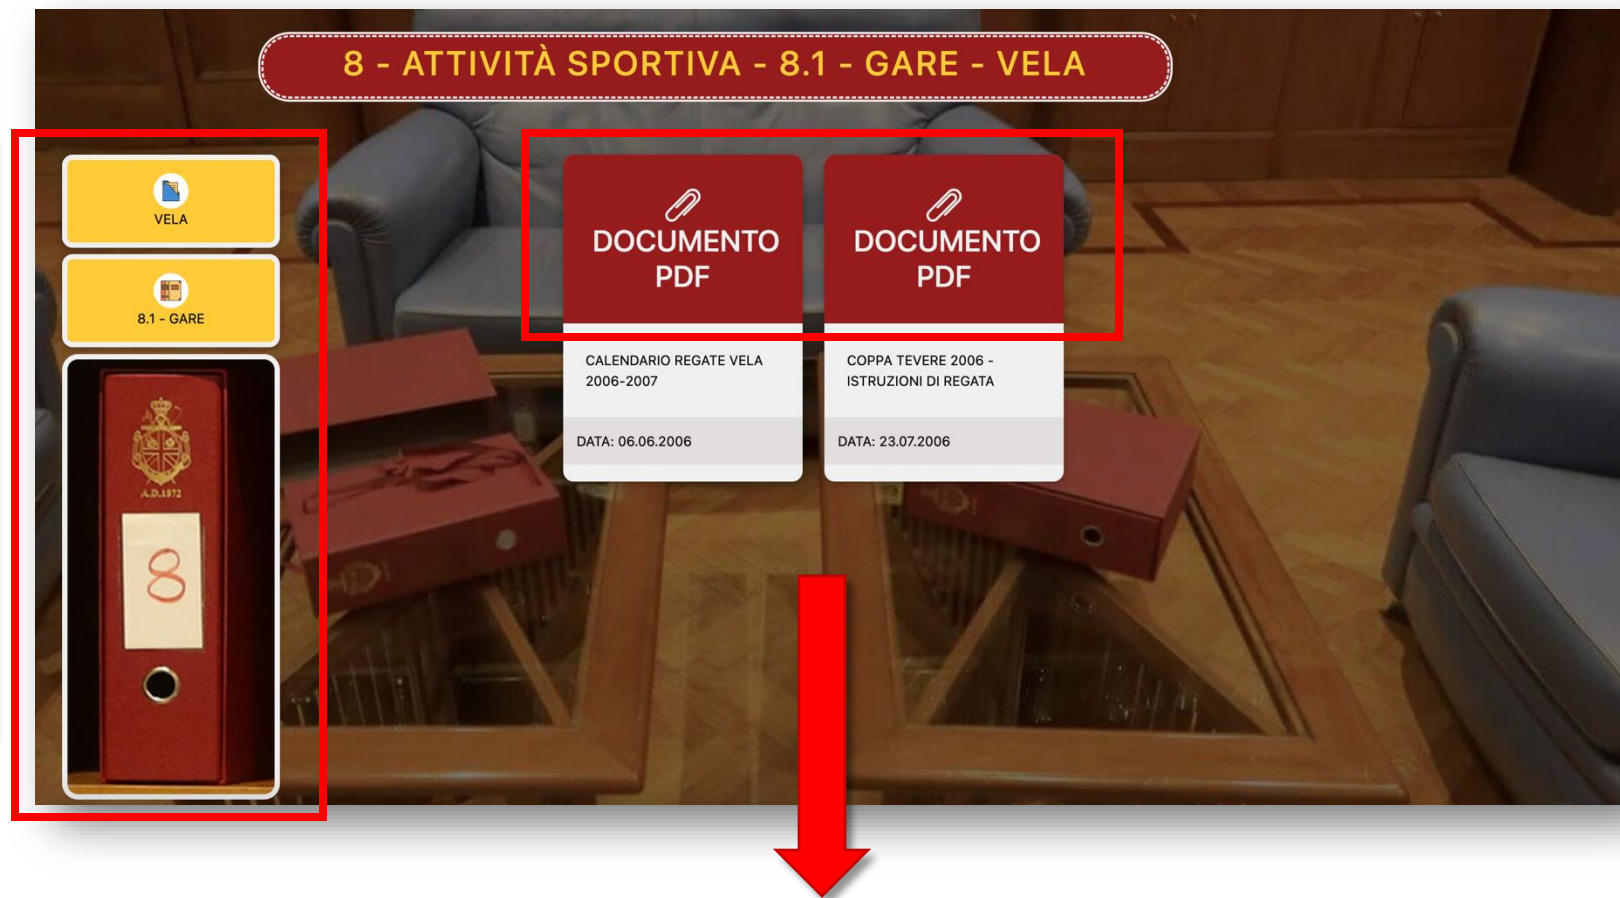 8 - ATTIVITÀ SPORTIVA - 8.1 - GARE - VELA
VELA
8.1 - GARE
A.D.1872
8
DOCUMENTO
PDF
CALENDARIO REGATE VELA
2006-2007
DATA: 06.06.2006
DOCUMENTO
PDF
COPPA TEVERE 2006 -
ISTRUZIONI DI REGATA
DATA: 23.07.2006